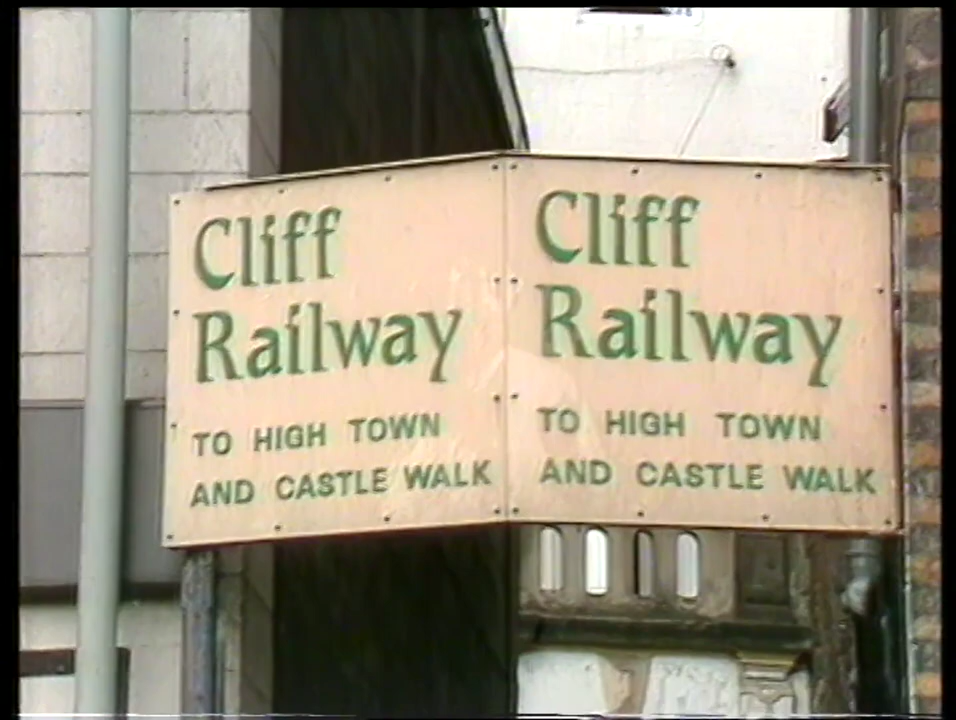 Cliff
Railway
TO HIGH TOWN
AND CASTLE WALK
Cliff
Railway
TO HIGH TOWN
AND CASTLE WALK